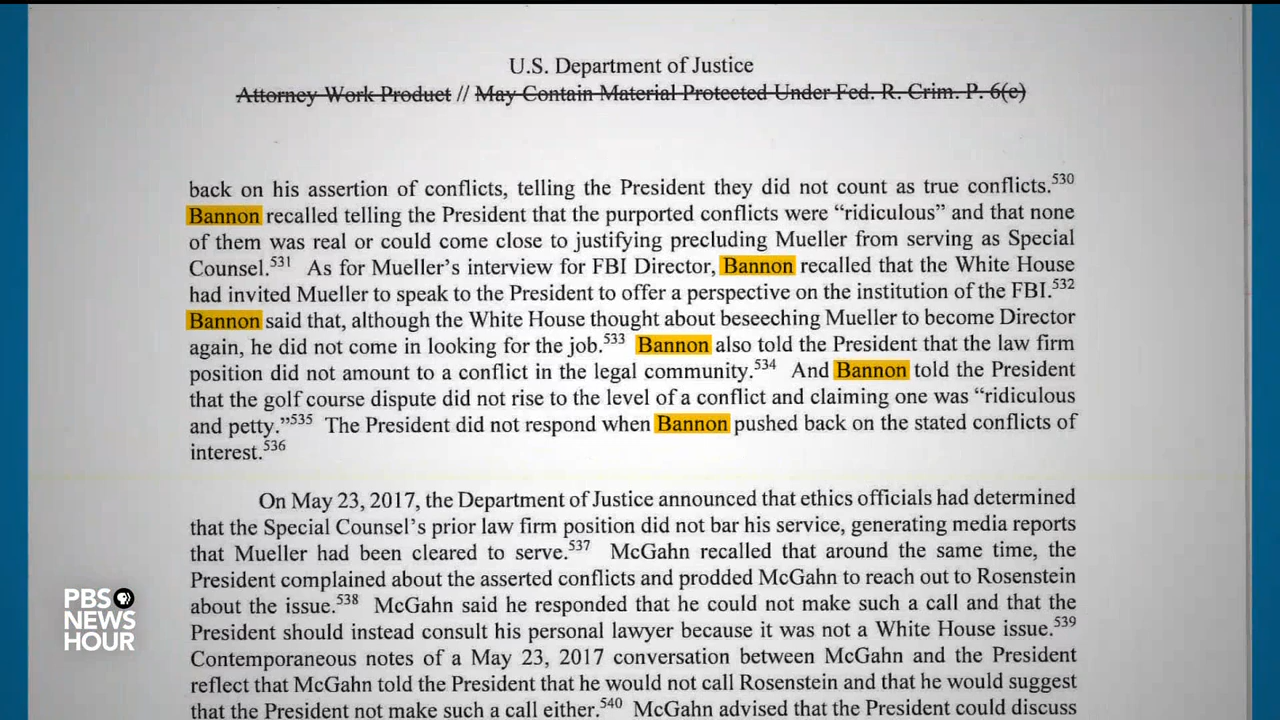 U.S. Department of Justice
Attorney Work Product // May Contain Material Protected Under Fed. R. Crim. P. 6(e)
back on his assertion of conflicts, telling the President they did not count as true conflicts.530
Bannon recalled telling the President that the purported conflicts were “ridiculous” and that none
of them was real or could come close to justifying precluding Mueller from serving as Special
Counsel.531 As for Mueller’s interview for FBI Director, Bannon recalled that the White House
had invited Mueller to speak to the President to offer a perspective on the institution of the FBI.532
Bannon said that, although the White House thought about beseeching Mueller to become Director
again, he did not come in looking for the job.533 Bannon also told the President that the law firm
position did not amount to a conflict in the legal community.534 And Bannon told the President
that the golf course dispute did not rise to the level of a conflict and claiming one was “ridiculous
and petty.”535 The President did not respond when Bannon pushed back on the stated conflicts of
interest.536
On May 23, 2017, the Department of Justice announced that ethics officials had determined
that the Special Counsel’s prior law firm position did not bar his service, generating media reports
that Mueller had been cleared to serve.537 McGahn recalled that around the same time, the
President complained about the asserted conflicts and prodded McGahn to reach out to Rosenstein
about the issue.538 McGahn said he responded that he could not make such a call and that the
President should instead consult his personal lawyer because it was not a White House issue.539
Contemporaneous notes of a May 23, 2017 conversation between McGahn and the President
reflect that McGahn told the President that he would not call Rosenstein and that he would suggest
that the President not make such a call either.540 McGahn advised that the President could discuss
PBS
NEWS
HOUR